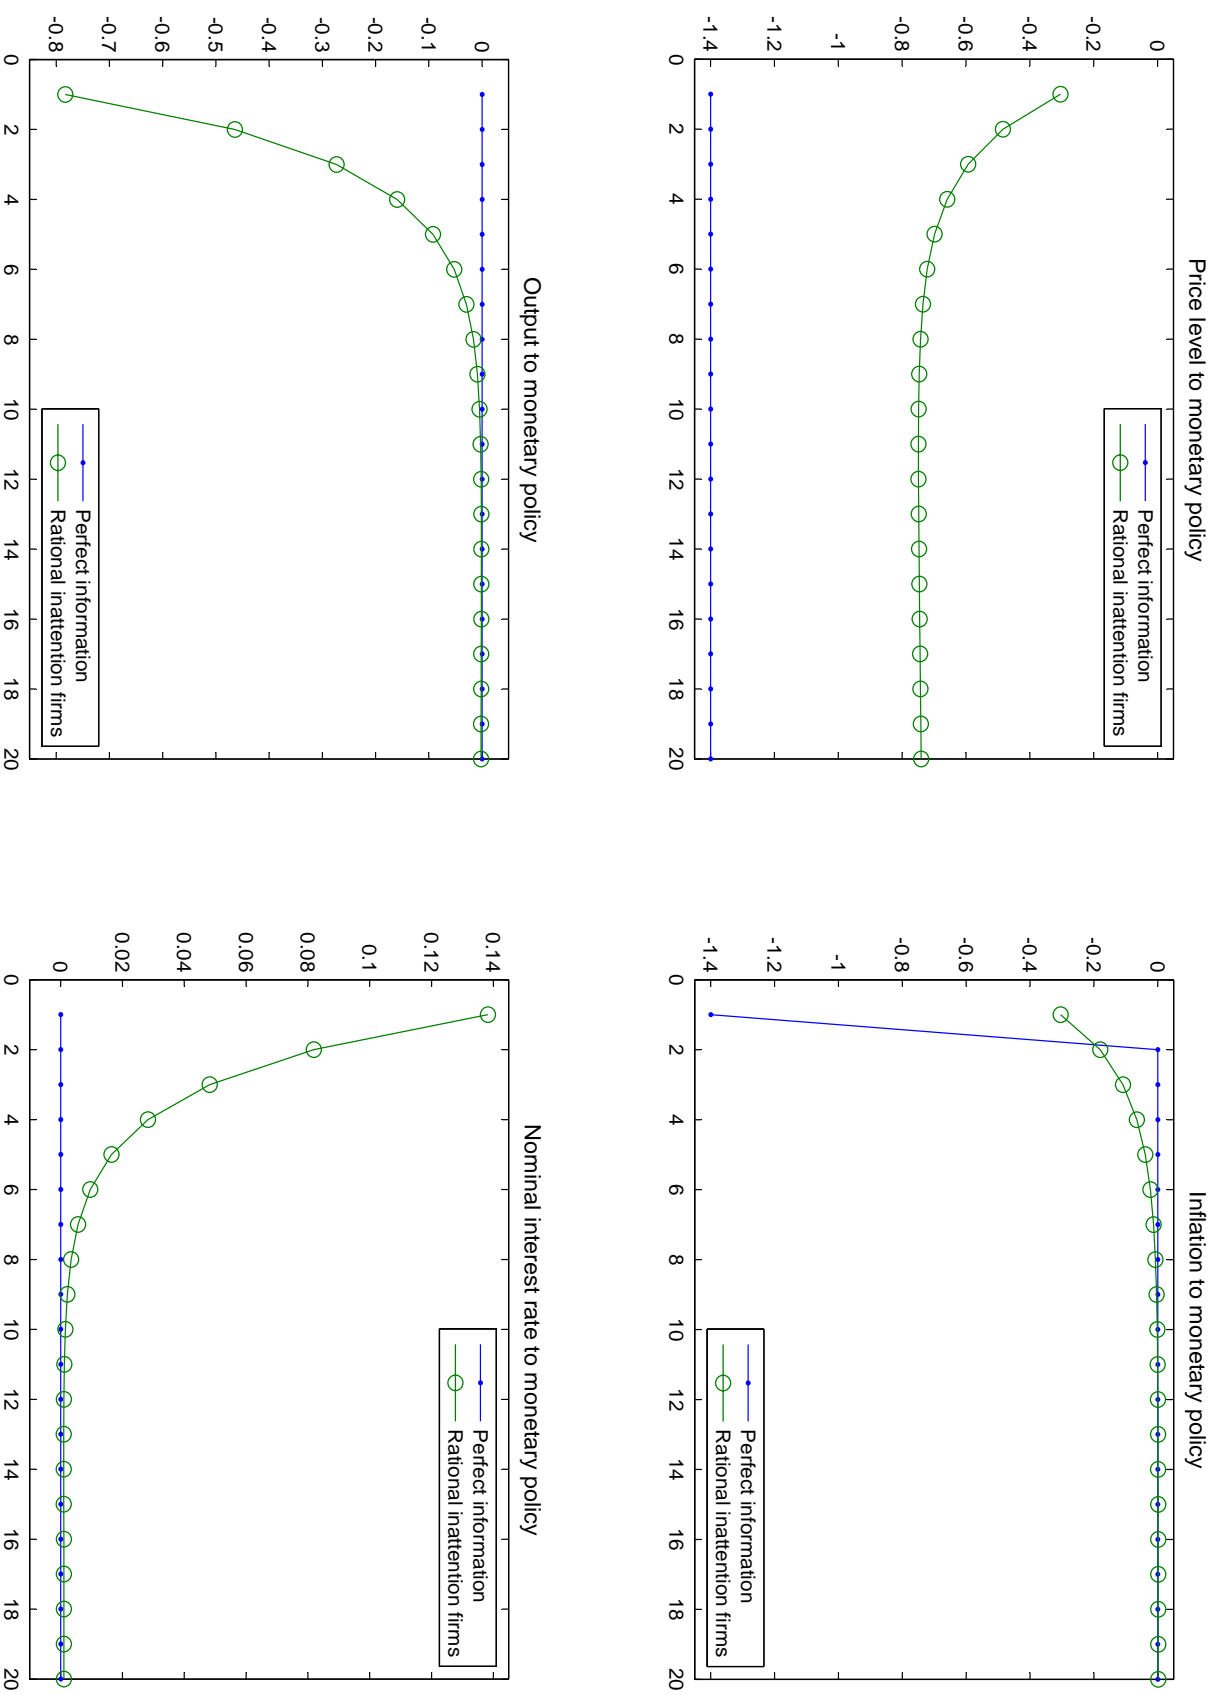 Price level to monetary policy
0
-0.2
-0.4
-0.6
-0.8
-1
-1.2
-1.4
0 2 4 6 8 10 12 14 16 18 20
Perfect information
Rational inattention firms
Inflation to monetary policy
0
-0.2
-0.4
-0.6
-0.8
-1
-1.2
-1.4
0 2 4 6 8 10 12 14 16 18 20
Perfect information
Rational inattention firms
Output to monetary policy
0
-0.1
-0.2
-0.3
-0.4
-0.5
-0.6
-0.7
-0.8
0 2 4 6 8 10 12 14 16 18 20
Perfect information
Rational inattention firms
Nominal interest rate to monetary policy
0.14
0.12
0.1
0.08
0.06
0.04
0.02
0
0 2 4 6 8 10 12 14 16 18 20
Perfect information
Rational inattention firms